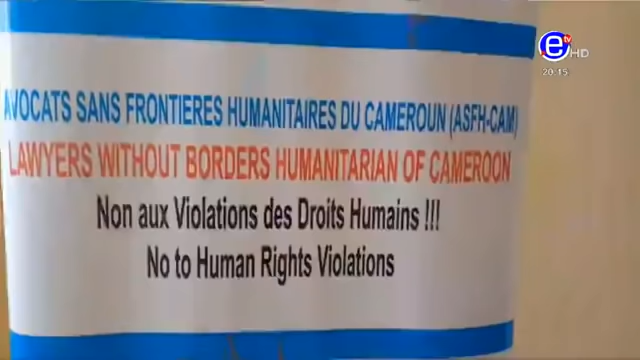 e tv HD
20:15
AVOCATS SANS FRONTIERES HUMANITAIRES DU CAMEROUN (ASFH-CAM)
LAWYERS WITHOUT BORDERS HUMANITARIAN OF CAMEROON
Non aux Violations des Droits Humains !!!
No to Human Rights Violations